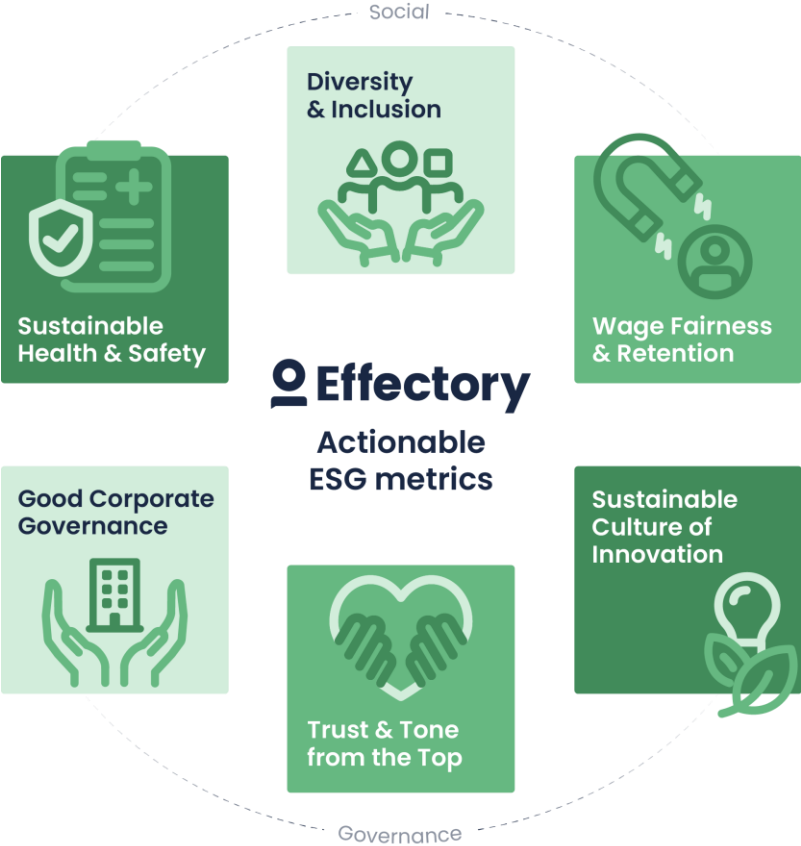 Social
Diversity
& Inclusion
Sustainable
Health & Safety
Wage Fairness
& Retention
Effectory
Actionable
ESG metrics
Good Corporate
Governance
Sustainable
Culture of
Innovation
Trust & Tone
from the Top
Governance